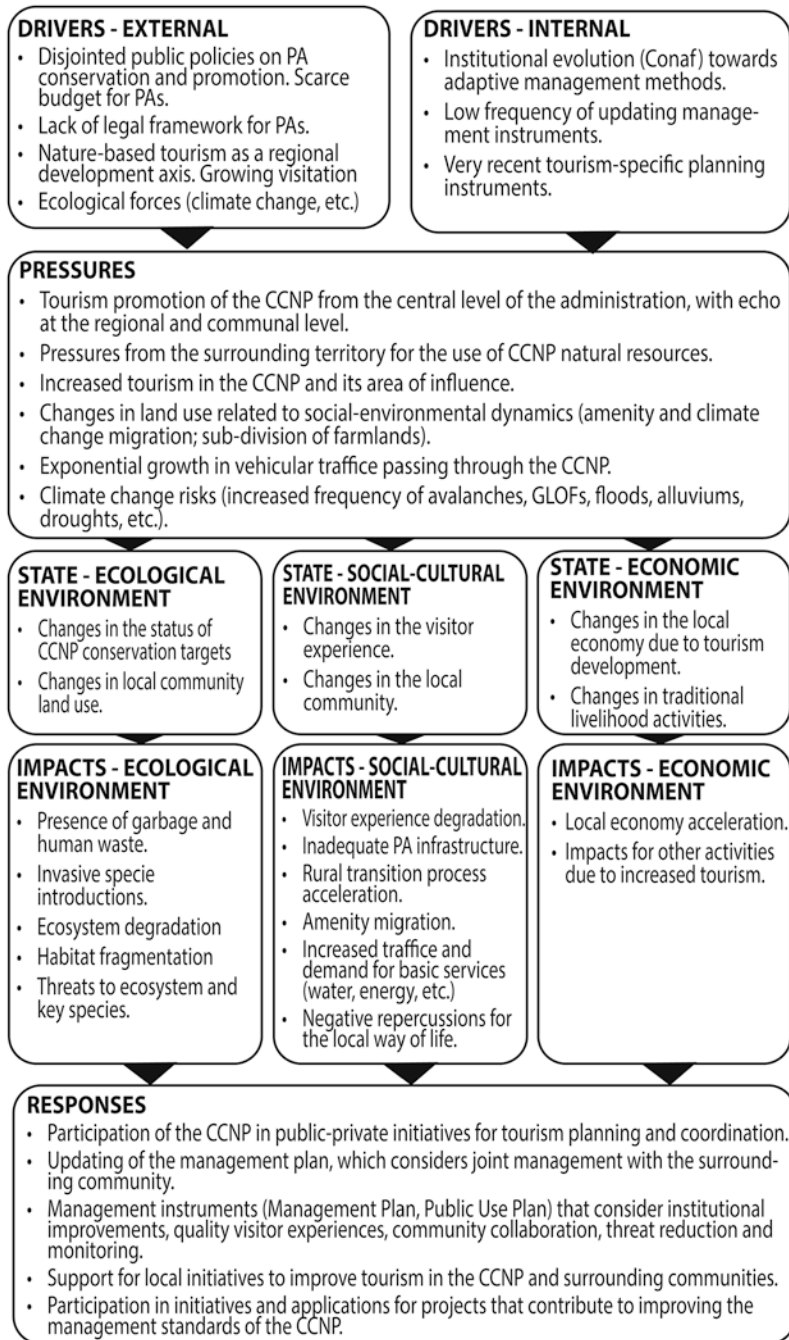 DRIVERS - EXTERNAL
• Disjointed public policies on PA
conservation and promotion. Scarce
budget for PAs.
• Lack of legal framework for PAs.
• Nature-based tourism as a regional
development axis. Growing visitation
• Ecological forces (climate change, etc.)
DRIVERS - INTERNAL
• Institutional evolution (Conaf) towards
adaptive management methods.
• Low frequency of updating manage-
ment instruments.
• Very recent tourism-specific planning
instruments.
PRESSURES
• Tourism promotion of the CCNP from the central level of the administration, with echo
at the regional and communal level.
• Pressures from the surrounding territory for the use of CCNP natural resources.
• Increased tourism in the CCNP and its area of influence.
• Changes in land use related to social-environmental dynamics (amenity and climate
change migration; sub-division of farmlands).
• Exponential growth in vehicular traffic passing through the CCNP.
• Climate change risks (increased frequency of avalanches, GLOFs, floods, alluviums,
droughts, etc.).
STATE - ECOLOGICAL
ENVIRONMENT
• Changes in the status of
CCNP conservation targets
• Changes in local community
land use.
STATE - SOCIAL-CULTURAL
ENVIRONMENT
• Changes in the visitor
experience.
• Changes in the local
community.
STATE - ECONOMIC
ENVIRONMENT
• Changes in the local
economy due to tourism
development.
• Changes in traditional
livelihood activities.
IMPACTS - ECOLOGICAL
ENVIRONMENT
• Presence of garbage and
human waste.
• Invasive specie
introductions.
• Ecosystem degradation
• Habitat fragmentation
• Threats to ecosystem and
key species.
IMPACTS - SOCIAL-CULTURAL
ENVIRONMENT
• Visitor experience degradation.
• Inadequate PA infrastructure.
• Rural transition process
acceleration.
• Amenity migration.
• Increased traffic and
demand for basic services
(water, energy, etc.)
• Negative repercussions for
the local way of life.
IMPACTS - ECONOMIC
ENVIRONMENT
• Local economy acceleration.
• Impacts for other activities
due to increased tourism.
RESPONSES
• Participation of the CCNP in public-private initiatives for tourism planning and coordination.
• Updating of the management plan, which considers joint management with the surround-
ing community.
• Management instruments (Management Plan, Public Use Plan) that consider institutional
improvements, quality visitor experiences, community collaboration, threat reduction and
monitoring.
• Support for local initiatives to improve tourism in the CCNP and surrounding communities.
• Participation in initiatives and applications for projects that contribute to improving the
management standards of the CCNP.